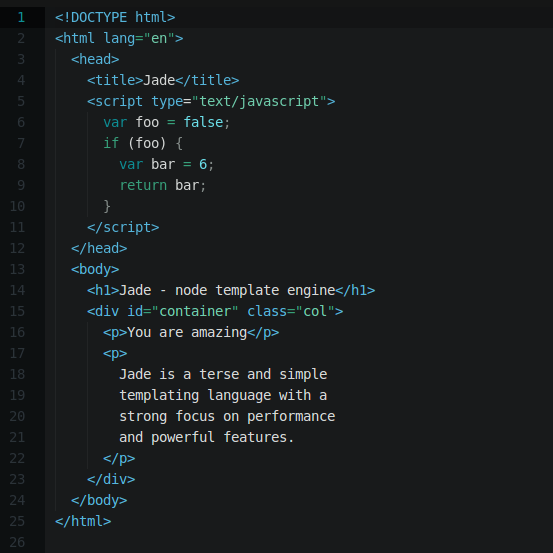 1 <!DOCTYPE html>
2 <html lang="en">
3   <head>
4     <title>Jade</title>
5     <script type="text/javascript">
6       var foo = false;
7       if (foo) {
8         var bar = 6;
9         return bar;
10       }
11     </script>
12   </head>
13   <body>
14     <h1>Jade - node template engine</h1>
15     <div id="container" class="col">
16       <p>You are amazing</p>
17       <p>
18         Jade is a terse and simple
19         templating language with a
20         strong focus on performance
21         and powerful features.
22       </p>
23     </div>
24   </body>
25 </html>
26